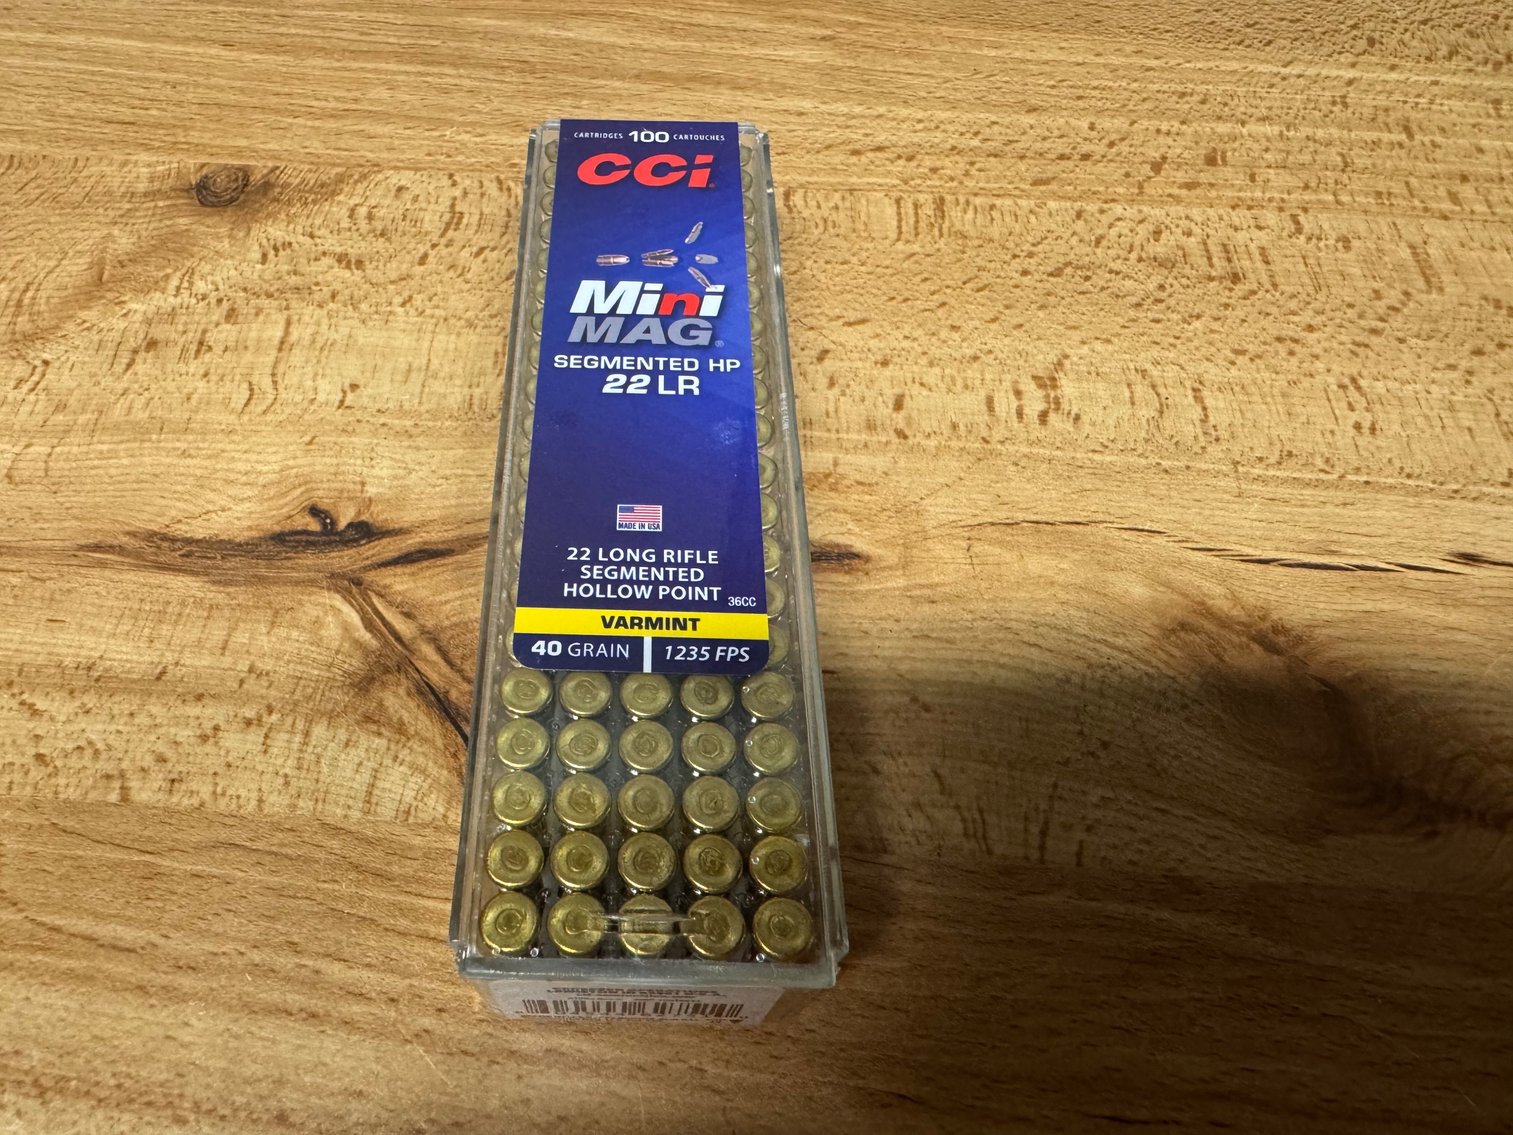 CARTRIDGES 100 CARTOUCHES
CCI
Mini
MAG®
SEGMENTED HP
22 LR
MADE IN USA
22 LONG RIFLE
SEGMENTED
HOLLOW POINT 36CC
VARMINT
40 GRAIN 1235 FPS